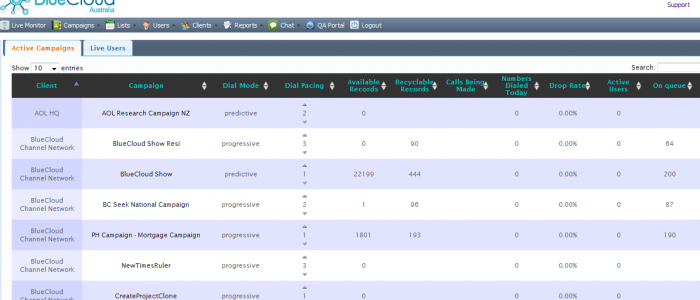 BlueCloud
Australia
Support
Live Monitor Campaigns Lists Users Clients Reports Chat QA Portal Logout
Active Campaigns Live Users
Show 10 entries Search:
Client Campaign Dial Mode Dial Pacing Available Records Recyclable Records Calls Being Made Numbers Dialed Today Drop Rate Active Users On queue
AOL HQ AOL Research Campaign NZ predictive 2 0 0 0.00% 0
BlueCloud Channel Network BlueCloud Show Resi progressive 3 0 90 0 0.00% 0 64
BlueCloud Channel Network BlueCloud Show predictive 1 22199 444 0 0.00% 0 200
BlueCloud Channel Network BC Seek National Campaign progressive 2 1 96 0 0.00% 0 87
BlueCloud Channel Network PH Campaign - Mortgage Campaign progressive 1 1801 193 0 0.00% 0 190
BlueCloud Channel Network NewTimesRuler progressive 3 0 0 0.00% 0
BlueCloud CreateProjectClone progressive 1 0 0 0.00% 0